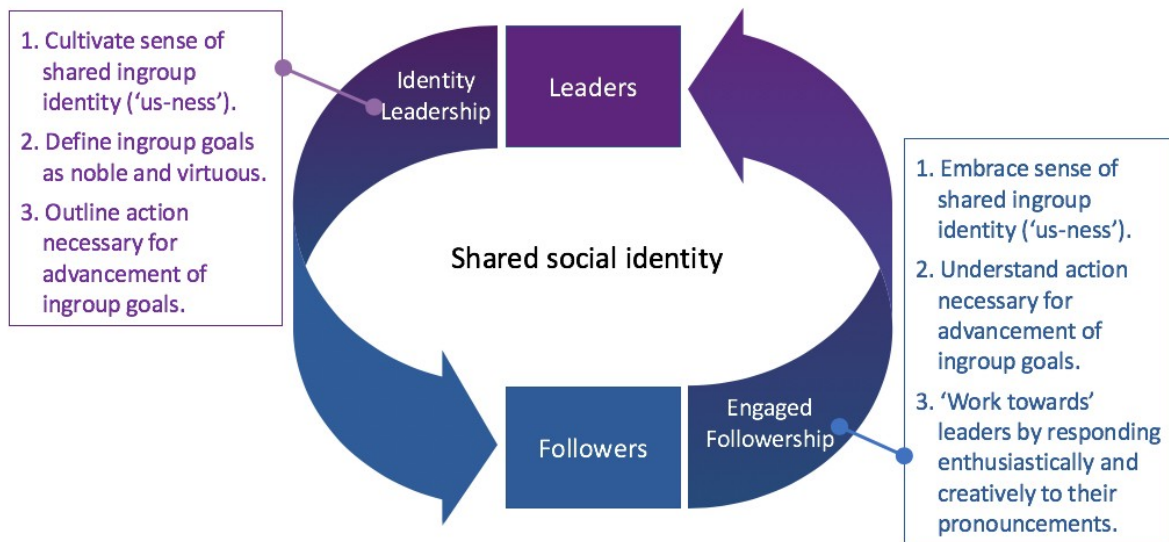 1. Cultivate sense of
shared ingroup
identity (‘us-ness’).
2. Define ingroup goals
as noble and virtuous.
3. Outline action
necessary for
advancement of
ingroup goals.
Identity
Leadership
Leaders
Shared social identity
Followers
Engaged
Followership
1. Embrace sense of
shared ingroup
identity (‘us-ness’).
2. Understand action
necessary for
advancement of
ingroup goals.
3. ‘Work towards’
leaders by responding
enthusiastically and
creatively to their
pronouncements.